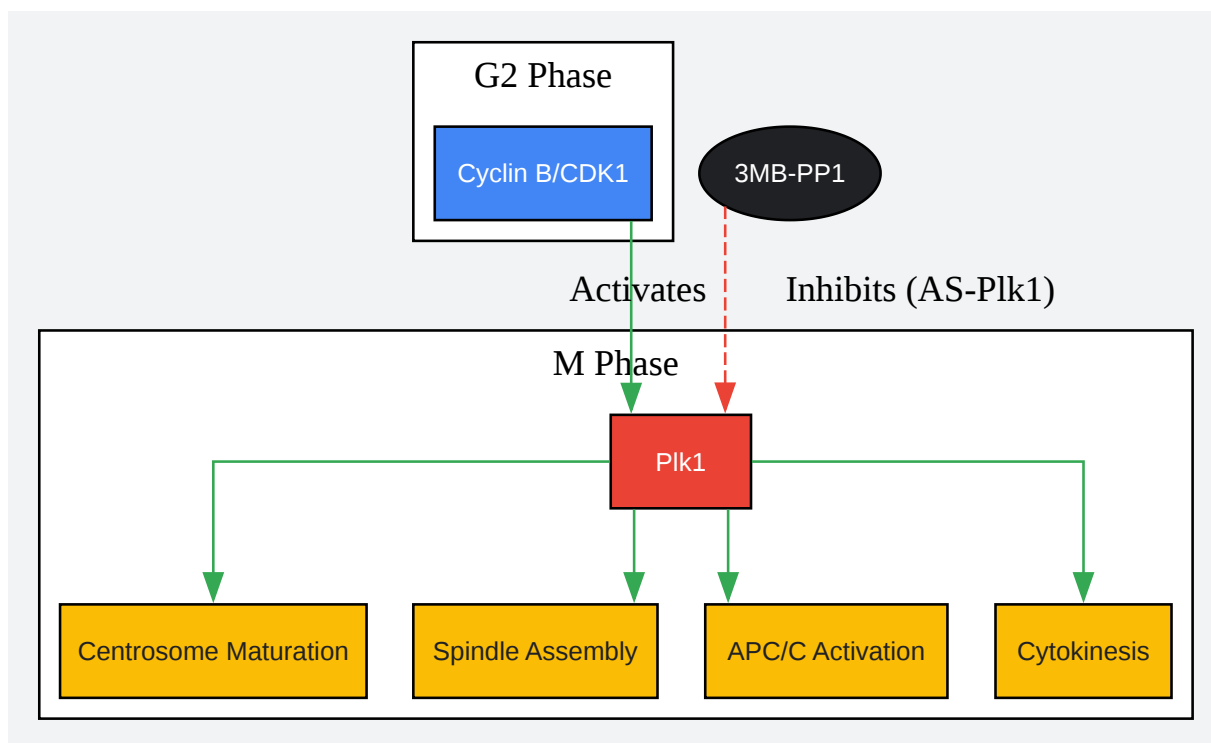 G2 Phase
Cyclin B/CDK1
3MB-PP1
Activates
Inhibits (AS-Plk1)
M Phase
Plk1
Centrosome Maturation
Spindle Assembly
APC/C Activation
Cytokinesis